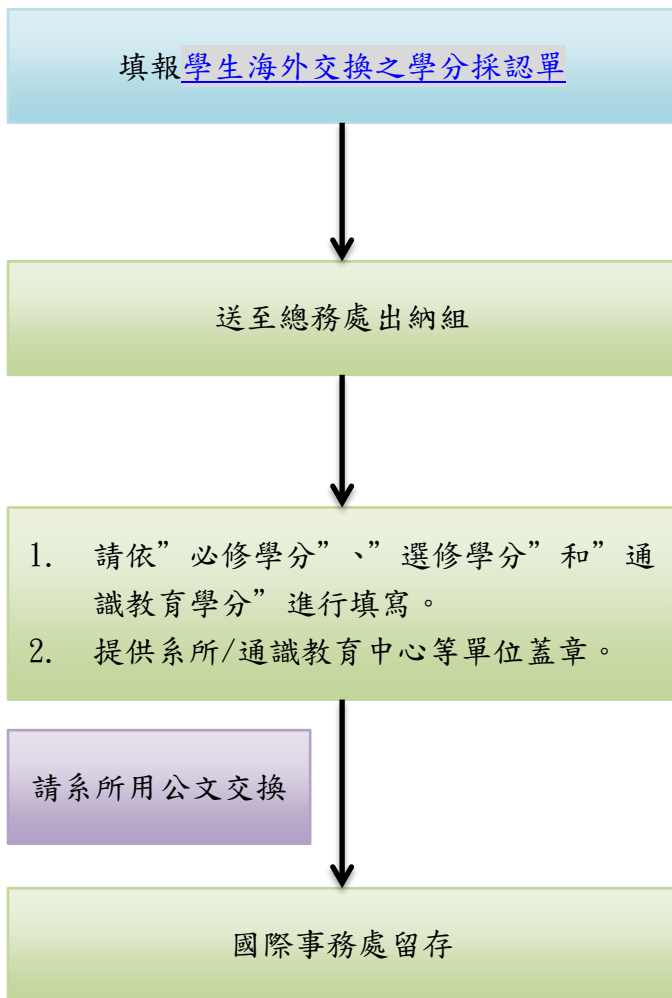 填報學生海外交換之學分採認單
送至總務處出納組
1. 請依”必修學分”、”選修學分”和”通
識教育學分”進行填寫。
2. 提供系所/通識教育中心等單位蓋章。
請系所用公文交換
國際事務處留存